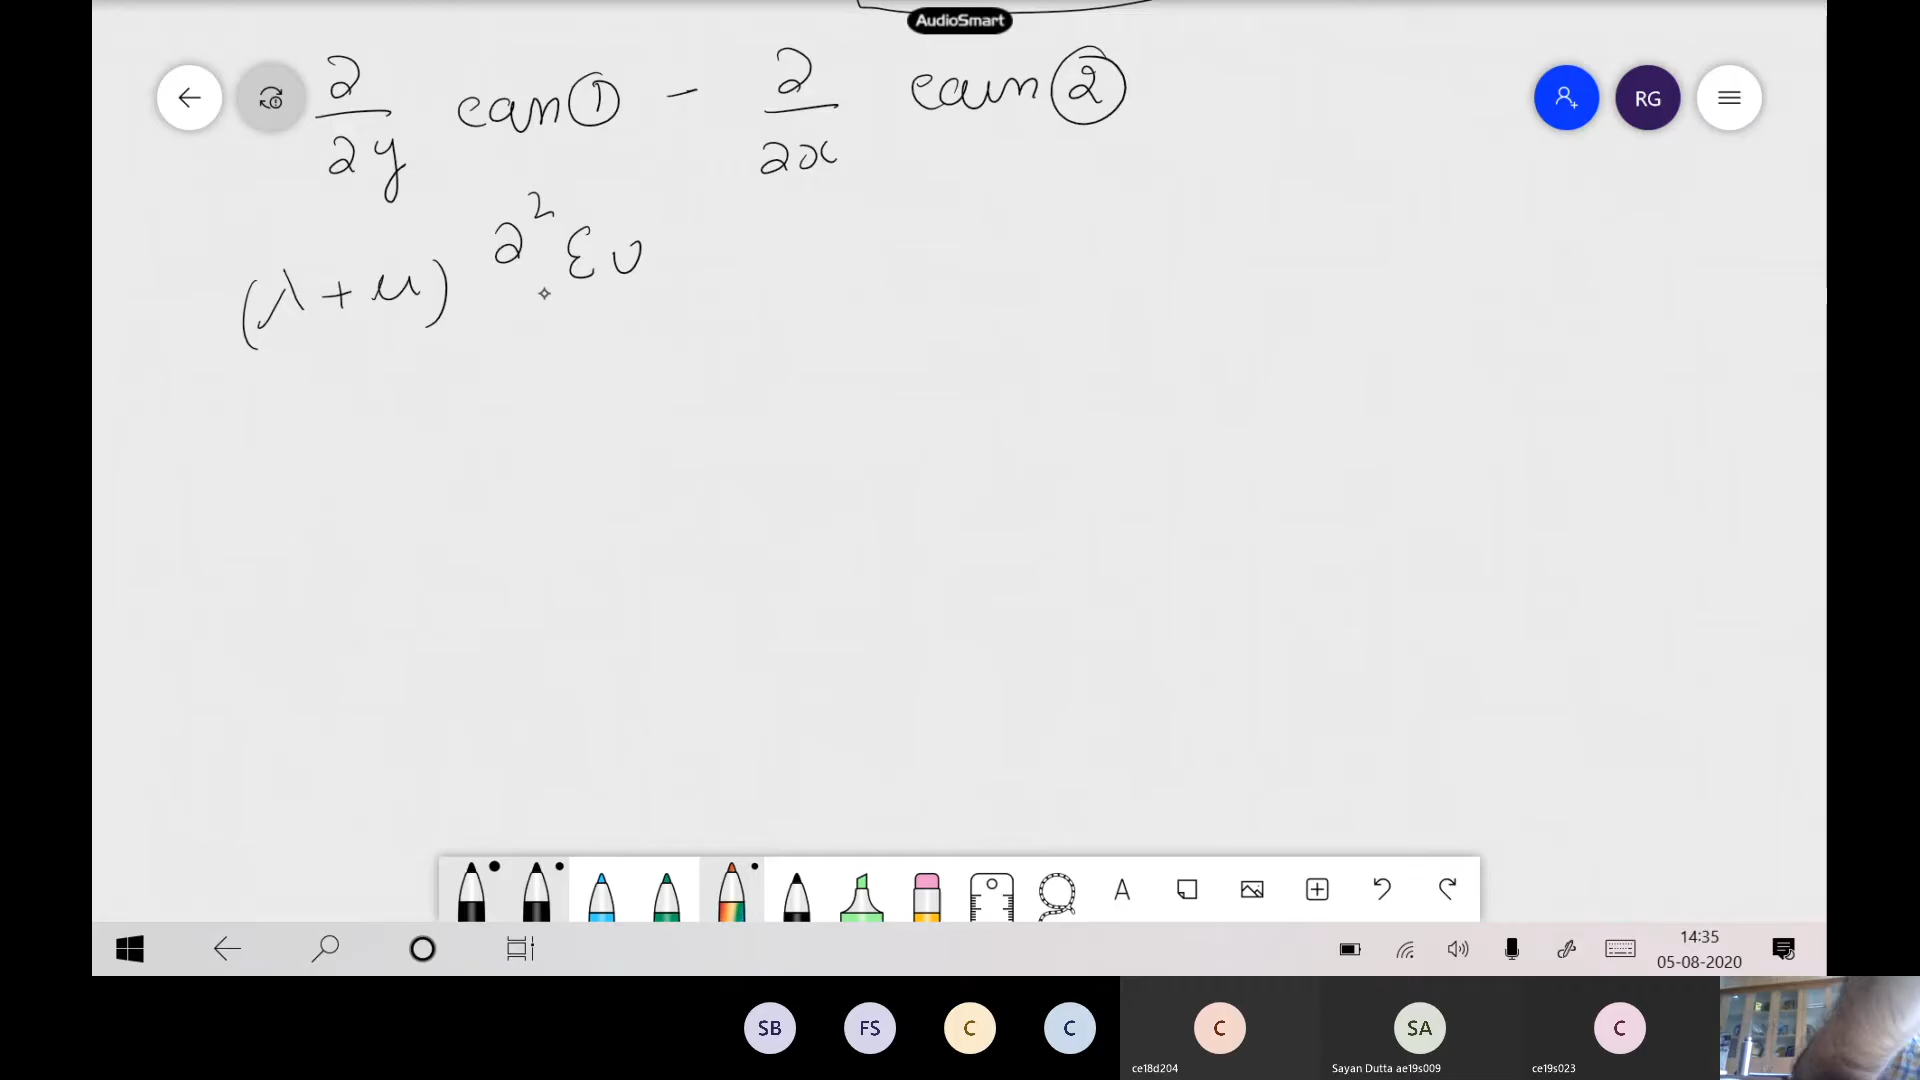 AudioSmart
∂/∂y eqn ① - ∂/∂x eqn ②
(λ+μ) ∂² εv
RG
A
14:35
05-08-2020
SB FS C C C SA C
ce18d204 Sayan Dutta ae19s009 ce19s023